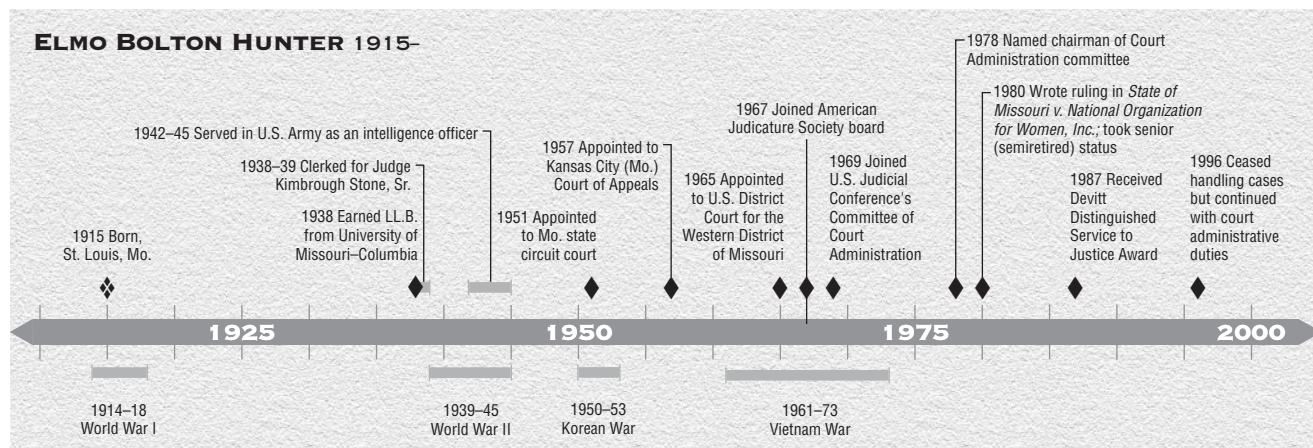 ELMO BOLTON HUNTER 1915–
1915 Born,
St. Louis, Mo.
1942–45 Served in U.S. Army as an intelligence officer
1938–39 Clerked for Judge
Kimbrough Stone, Sr.
1938 Earned LL.B.
from University of
Missouri–Columbia
1951 Appointed
to Mo. state
circuit court
1957 Appointed to
Kansas City (Mo.)
Court of Appeals
1965 Appointed
to U.S. District
Court for the
Western District
of Missouri
1967 Joined American
Judicature Society board
1969 Joined
U.S. Judicial
Conference's
Committee of
Court
Administration
1978 Named chairman of Court
Administration committee
1980 Wrote ruling in State of
Missouri v. National Organization
for Women, Inc.; took senior
(semiretired) status
1987 Received
Devitt
Distinguished
Service to
Justice Award
1996 Ceased
handling cases
but continued
with court
administrative
duties
1925
1950
1975
2000
1914–18
World War I
1939–45
World War II
1950–53
Korean War
1961–73
Vietnam War